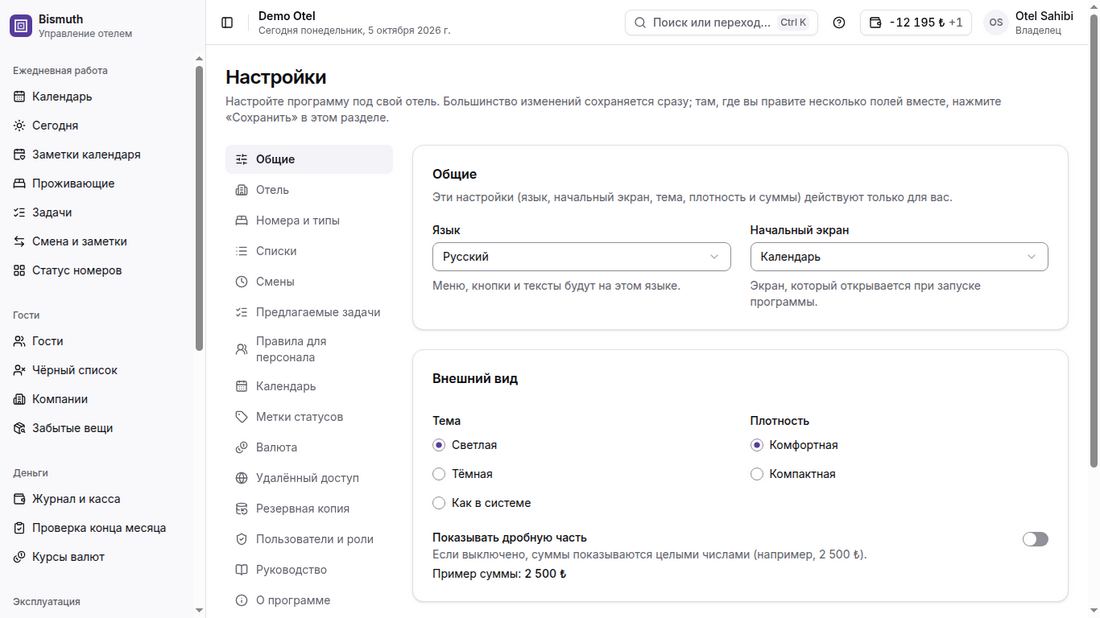 Bismuth
Управление отелем
Ежедневная работа
Календарь
Сегодня
Заметки календаря
Проживающие
Задачи
Смена и заметки
Статус номеров
Гости
Гости
Чёрный список
Компании
Забытые вещи
Деньги
Журнал и касса
Проверка конца месяца
Курсы валют
Эксплуатация
Demo Otel
Сегодня понедельник, 5 октября 2026 г.
Поиск или переход... Ctrl K
-12 195 ₺ +1
OS
Otel Sahibi
Владелец
Настройки
Настройте программу под свой отель. Большинство изменений сохраняется сразу; там, где вы правите несколько полей вместе, нажмите
«Сохранить» в этом разделе.
Общие
Отель
Номера и типы
Списки
Смены
Предлагаемые задачи
Правила для
персонала
Календарь
Метки статусов
Валюта
Удалённый доступ
Резервная копия
Пользователи и роли
Руководство
О программе
Общие
Эти настройки (язык, начальный экран, тема, плотность и суммы) действуют только для вас.
Язык
Русский
Меню, кнопки и тексты будут на этом языке.
Начальный экран
Календарь
Экран, который открывается при запуске
программы.
Внешний вид
Тема
Светлая
Тёмная
Как в системе
Плотность
Комфортная
Компактная
Показывать дробную часть
Если выключено, суммы показываются целыми числами (например, 2 500 ₺).
Пример суммы: 2 500 ₺